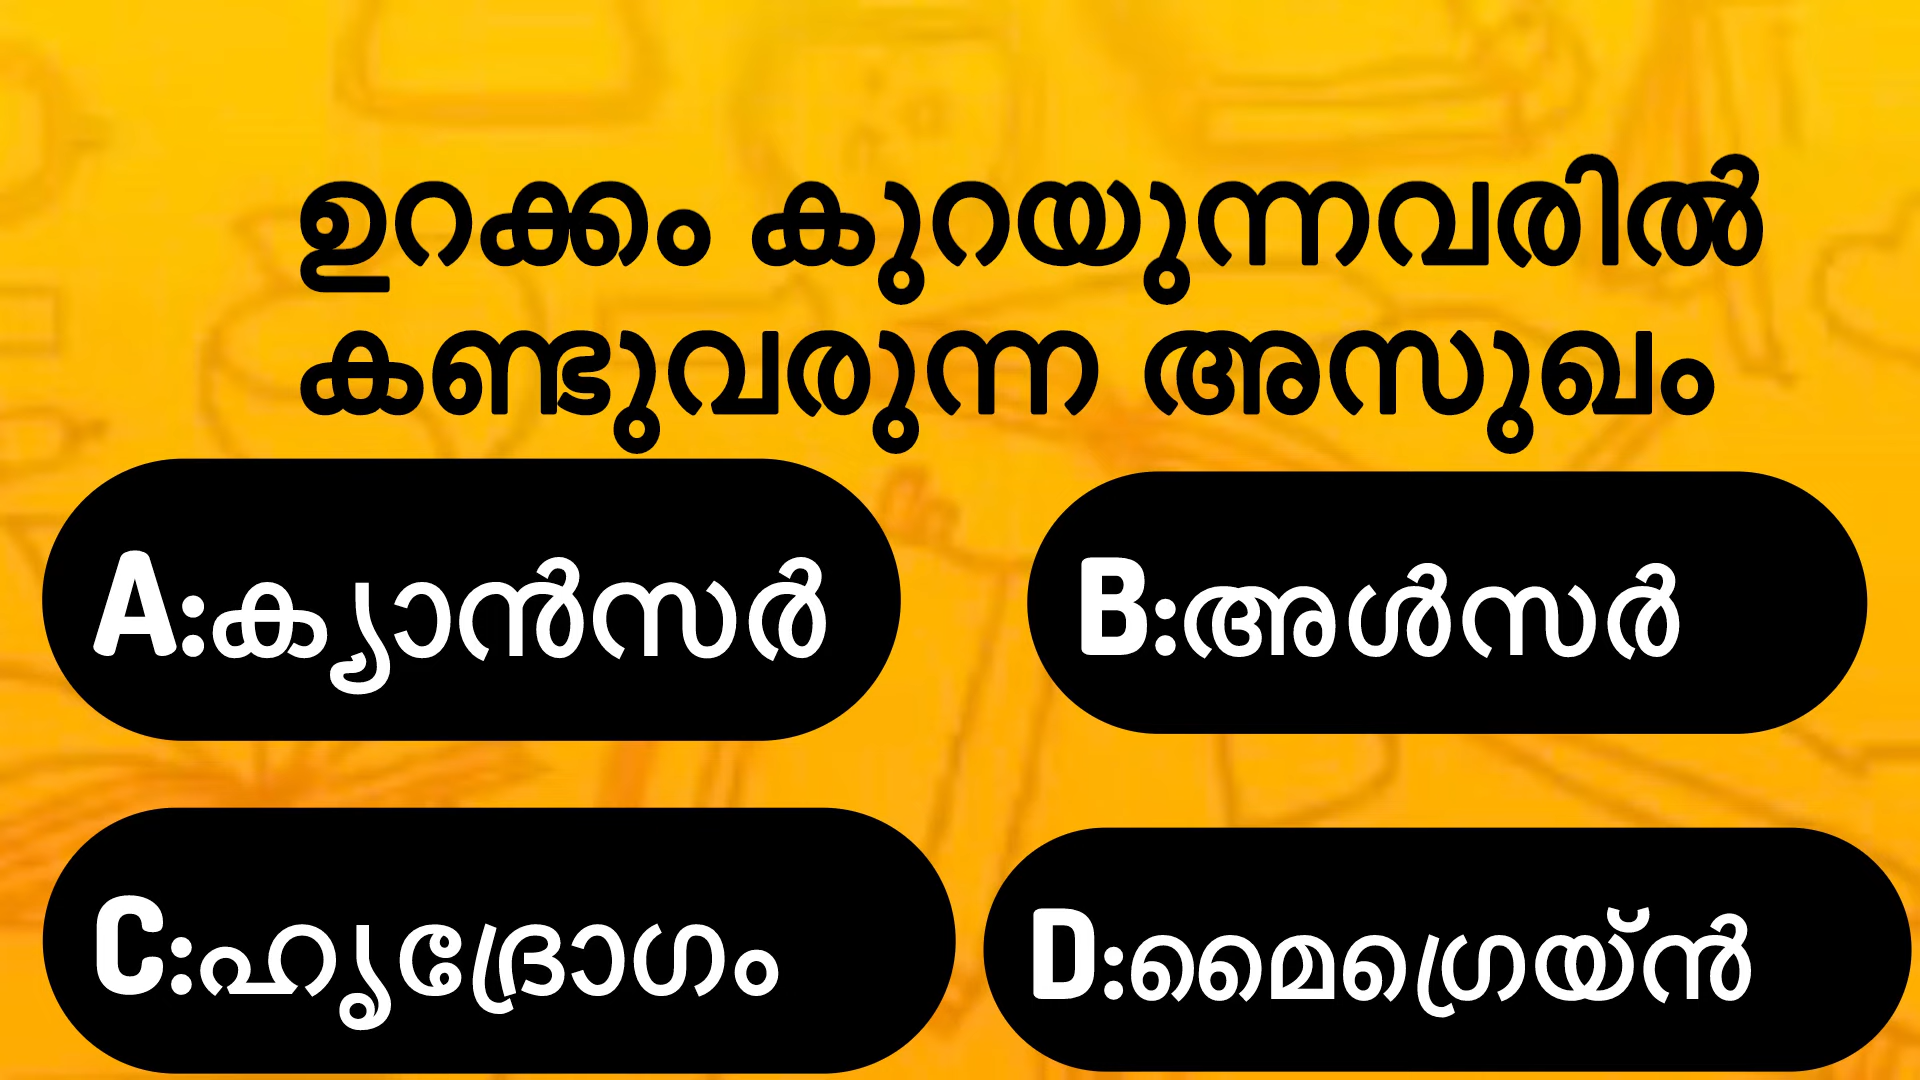 ഉറക്കം കുറയുന്നവരിൽ
കണ്ടുവരുന്ന അസുഖം
A:ക്യാൻസർ
B:അൾസർ
C:ഹൃദ്രോഗം
D:മൈഗ്രെയ്ൻ